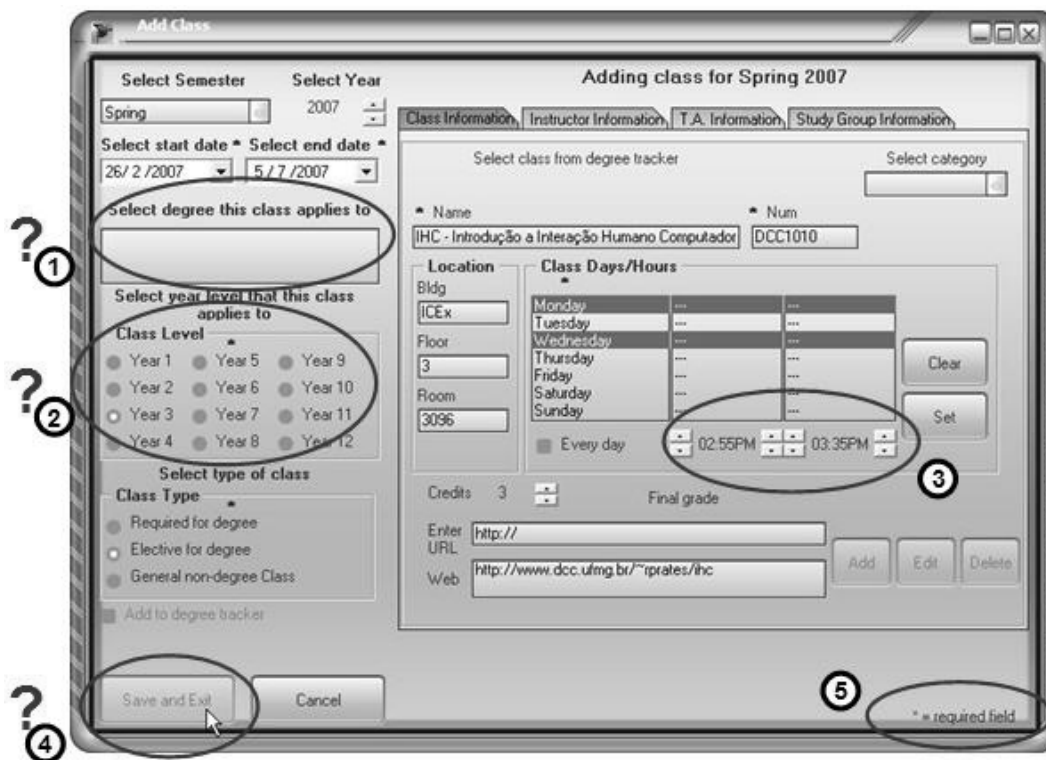 Add Class
Select Semester Select Year
Spring 2007
Select start date * Select end date *
26/ 2 /2007 5 / 7 /2007
? 1 Select degree this class applies to
Select year level that this class
applies to
Class Level *
Year 1 Year 5 Year 9
? 2 Year 2 Year 6 Year 10
Year 3 Year 7 Year 11
Year 4 Year 8 Year 12
Select type of class
Class Type *
Required for degree
Elective for degree
General non-degree Class
Add to degree tracker
? 4 Save and Exit Cancel
Adding class for Spring 2007
Class Information Instructor Information T.A. Information Study Group Information
Select class from degree tracker Select category
* Name * Num
IHC - Introdução a Interação Humano Computador DCC1010
Location
Bldg
ICEx
Floor
3
Room
3096
Class Days/Hours
*
Monday --- ---
Tuesday --- ---
Wednesday --- ---
Thursday --- ---
Friday --- ---
Saturday --- ---
Sunday --- ---
Clear
Set
Every day 02:55PM 03:35PM
3
Credits 3 Final grade
Enter
URL http://
Web http://www.dcc.ufmg.br/~rprates/ihc
Add Edit Delete
5
* = required field